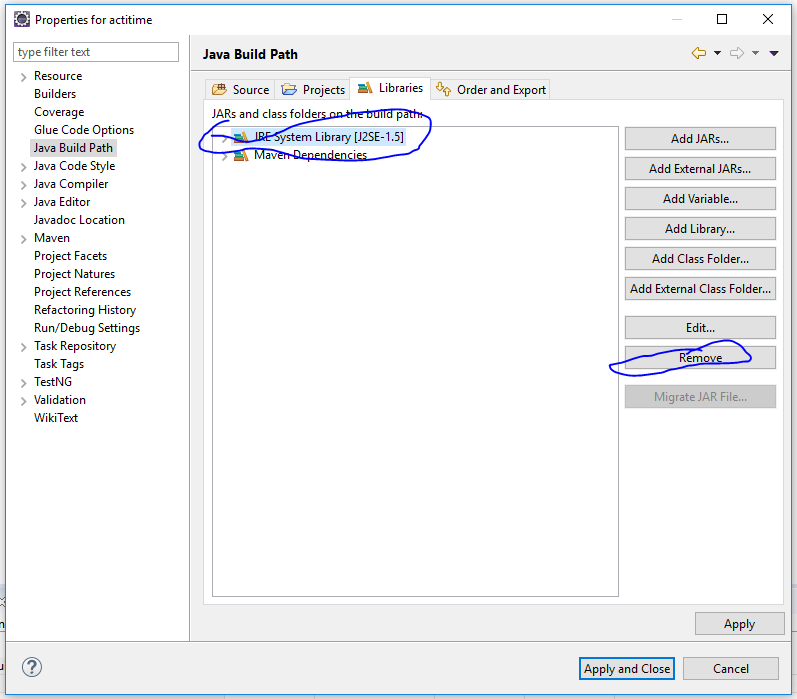 Properties for actitime
type filter text
Java Build Path
Resource
Builders
Coverage
Glue Code Options
Java Build Path
Java Code Style
Java Compiler
Java Editor
Javadoc Location
Maven
Project Facets
Project Natures
Project References
Refactoring History
Run/Debug Settings
Task Repository
Task Tags
TestNG
Validation
WikiText
Source Projects Libraries Order and Export
JARs and class folders on the build path:
JRE System Library [J2SE-1.5]
Maven Dependencies
Add JARs...
Add External JARs...
Add Variable...
Add Library...
Add Class Folder...
Add External Class Folder...
Edit...
Remove
Migrate JAR File...
Apply
Apply and Close Cancel